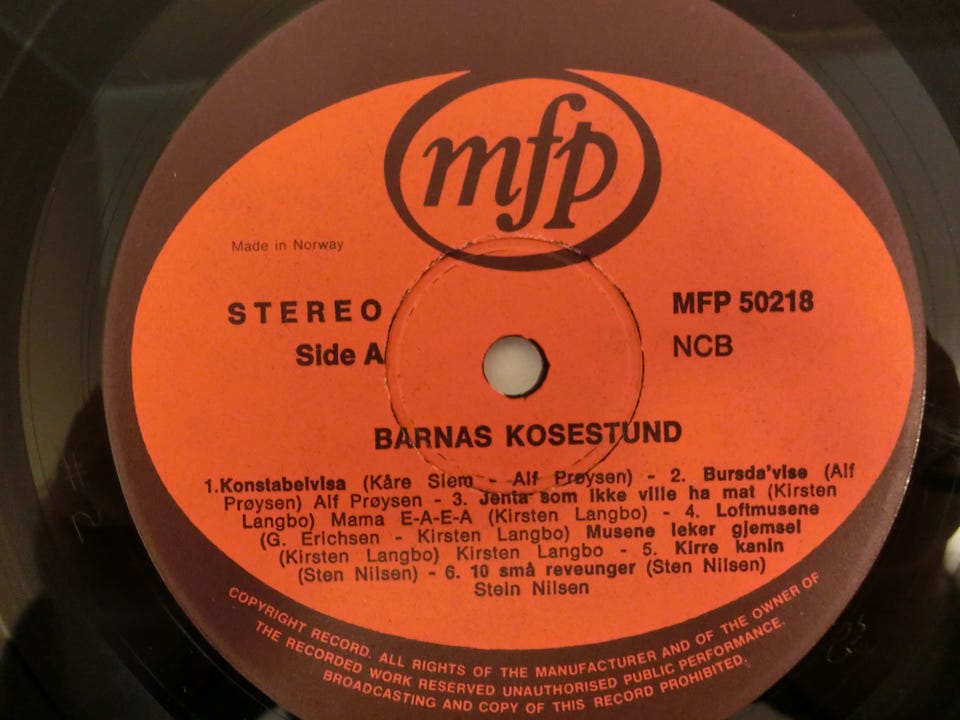 mfp
Made in Norway
STEREO
MFP 50218
Side A
NCB
BARNAS KOSESTUND
1.Konstabelvisa (Kåre Siem - Alf Prøysen) - 2. Bursda'vise (Alf
Prøysen) Alf Prøysen - 3. Jenta som ikke ville ha mat (Kirsten
Langbo) Mama E-A-E-A (Kirsten Langbo) - 4. Loftmusene
(G. Erichsen - Kirsten Langbo) Musene leker gjemsel
(Kirsten Langbo) Kirsten Langbo - 5. Kirre kanin
(Sten Nilsen) - 6. 10 små reveunger (Sten Nilsen)
Stein Nilsen
COPYRIGHT RECORD. ALL RIGHTS OF THE MANUFACTURER AND OF THE OWNER OF
THE RECORDED WORK RESERVED UNAUTHORISED PUBLIC PERFORMANCE.
BROADCASTING AND COPY OF THIS RECORD PROHIBITED.